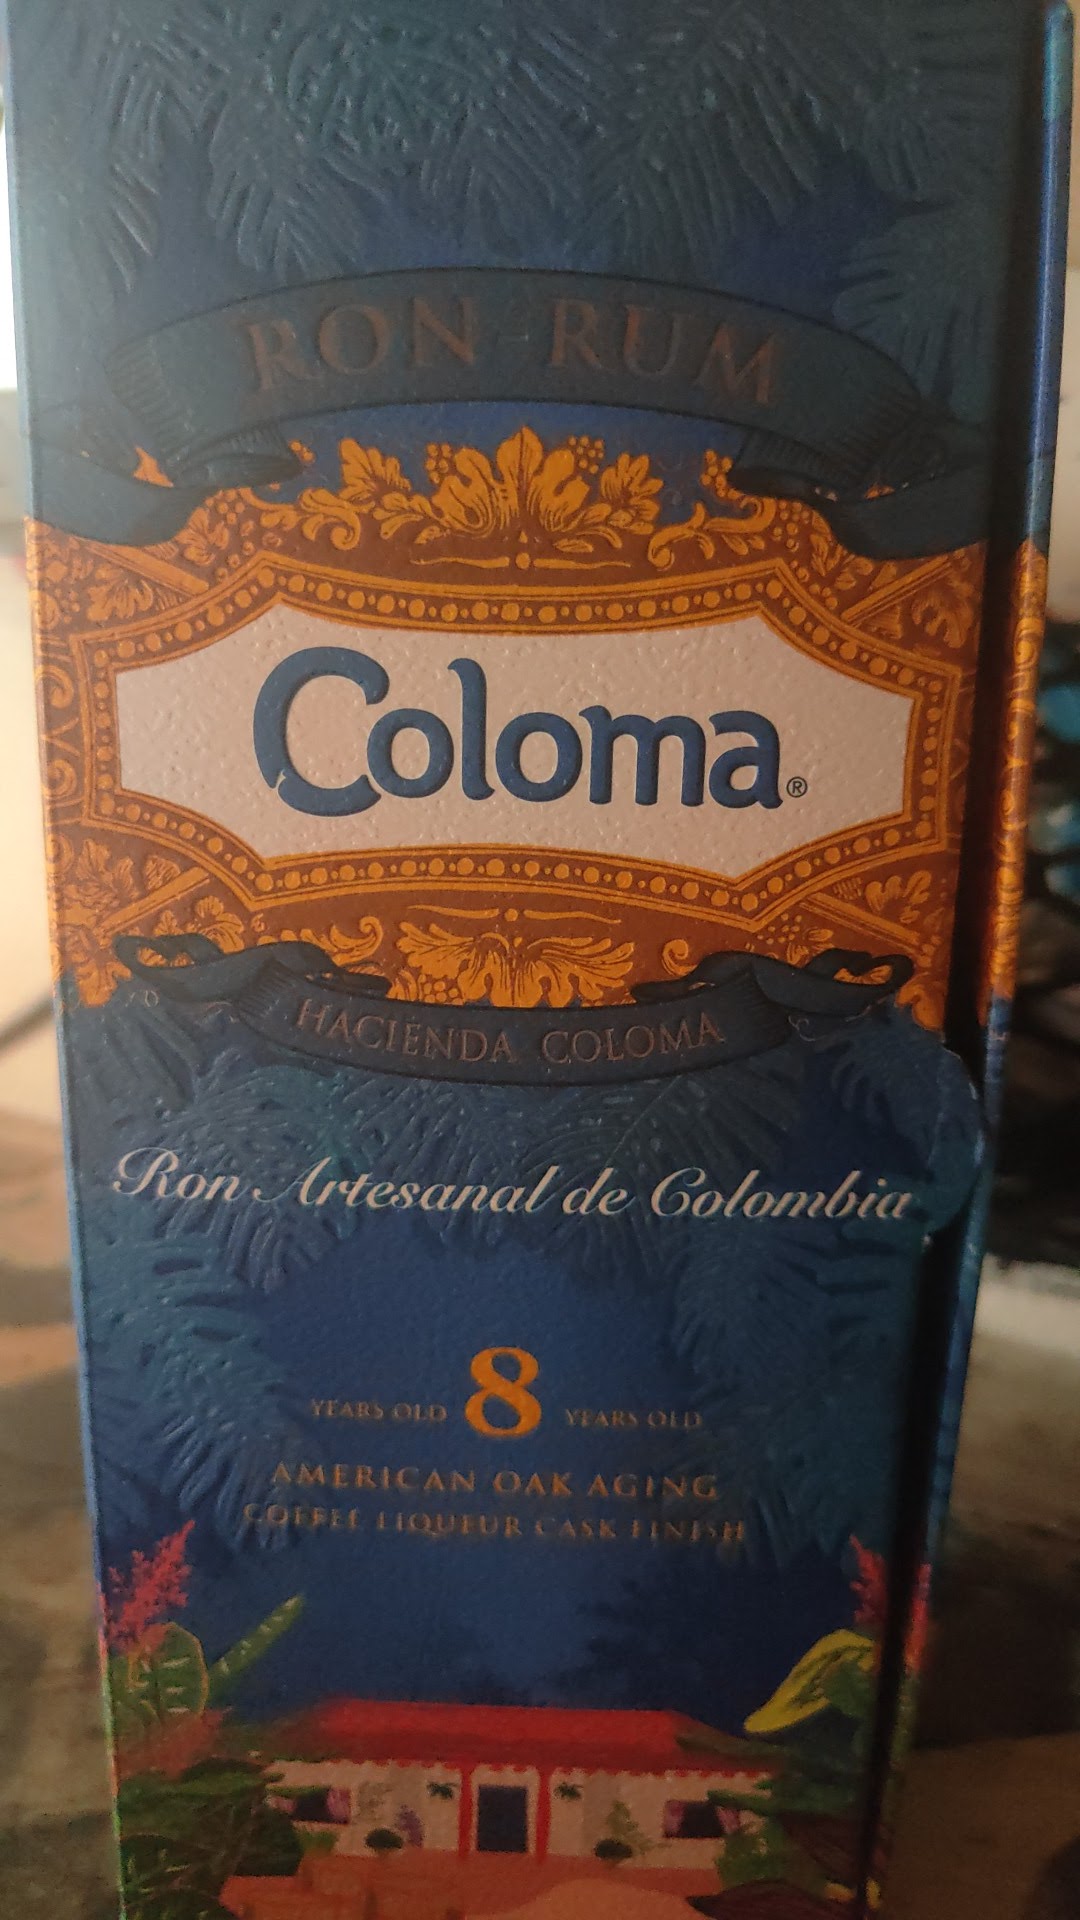 RON RUM
Coloma®
HACIENDA COLOMA
Ron Artesanal de Colombia
YEARS OLD 8 YEARS OLD
AMERICAN OAK AGING
COFFEE LIQUEUR CASK FINISH